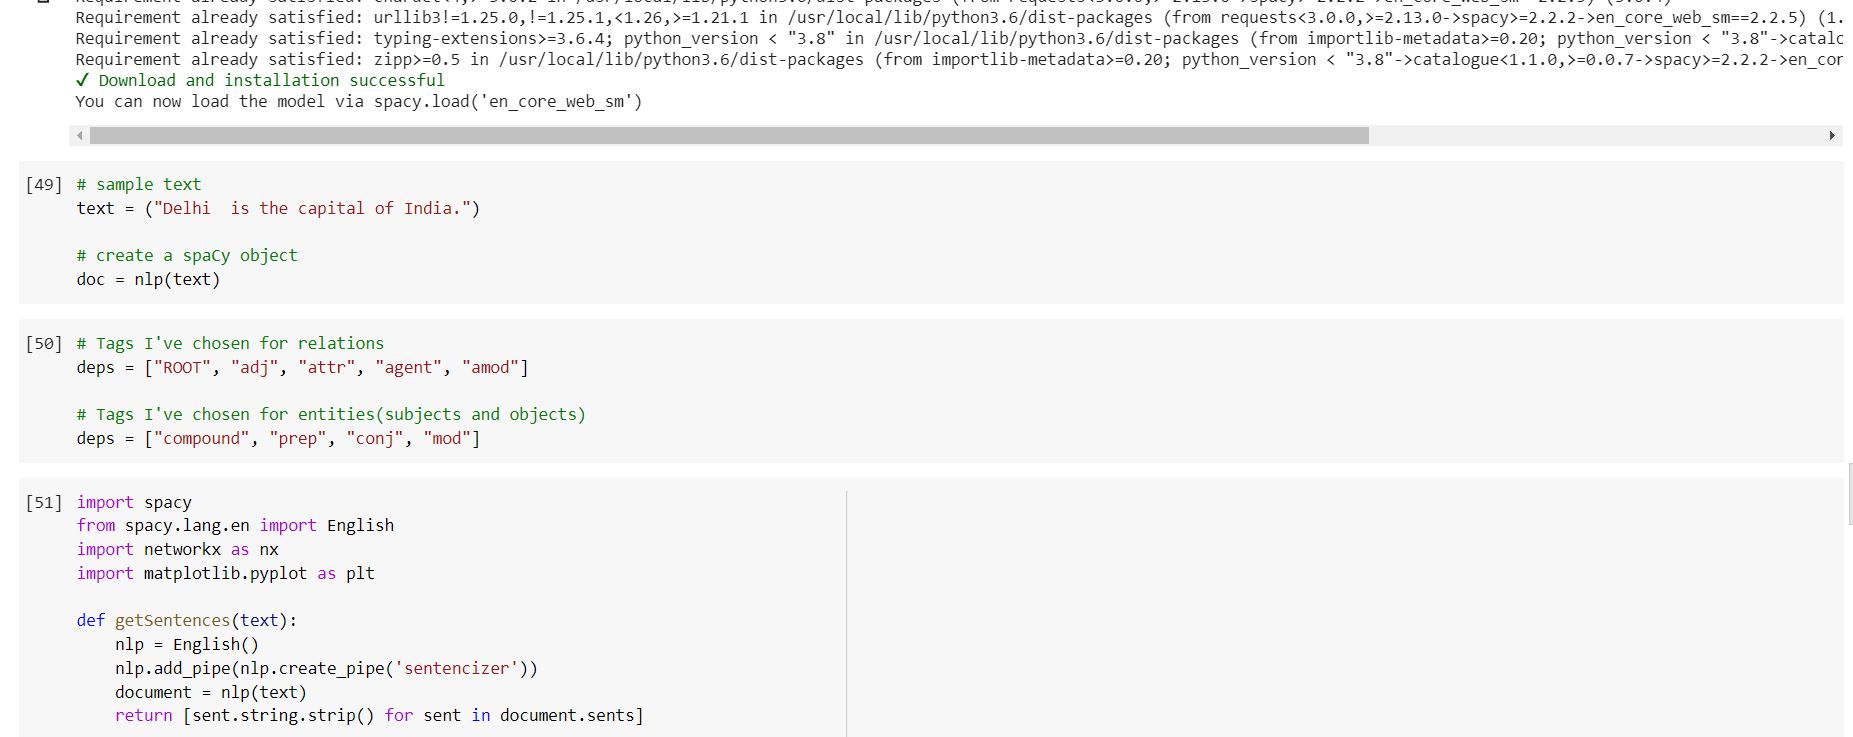 Requirement already satisfied: urllib3!=1.25.0,!=1.25.1,<1.26,>=1.21.1 in /usr/local/lib/python3.6/dist-packages (from requests<3.0.0,>=2.13.0->spacy>=2.2.2->en_core_web_sm==2.2.5) (1.
Requirement already satisfied: typing-extensions>=3.6.4; python_version < "3.8" in /usr/local/lib/python3.6/dist-packages (from importlib-metadata>=0.20; python_version < "3.8"->catalo
Requirement already satisfied: zipp>=0.5 in /usr/local/lib/python3.6/dist-packages (from importlib-metadata>=0.20; python_version < "3.8"->catalogue<1.1.0,>=0.0.7->spacy>=2.2.2->en_cor
✓ Download and installation successful
You can now load the model via spacy.load('en_core_web_sm')
[49] # sample text
text = ("Delhi  is the capital of India.")
# create a spaCy object
doc = nlp(text)
[50] # Tags I've chosen for relations
deps = ["ROOT", "adj", "attr", "agent", "amod"]
# Tags I've chosen for entities(subjects and objects)
deps = ["compound", "prep", "conj", "mod"]
[51] import spacy
from spacy.lang.en import English
import networkx as nx
import matplotlib.pyplot as plt
def getSentences(text):
    nlp = English()
    nlp.add_pipe(nlp.create_pipe('sentencizer'))
    document = nlp(text)
    return [sent.string.strip() for sent in document.sents]